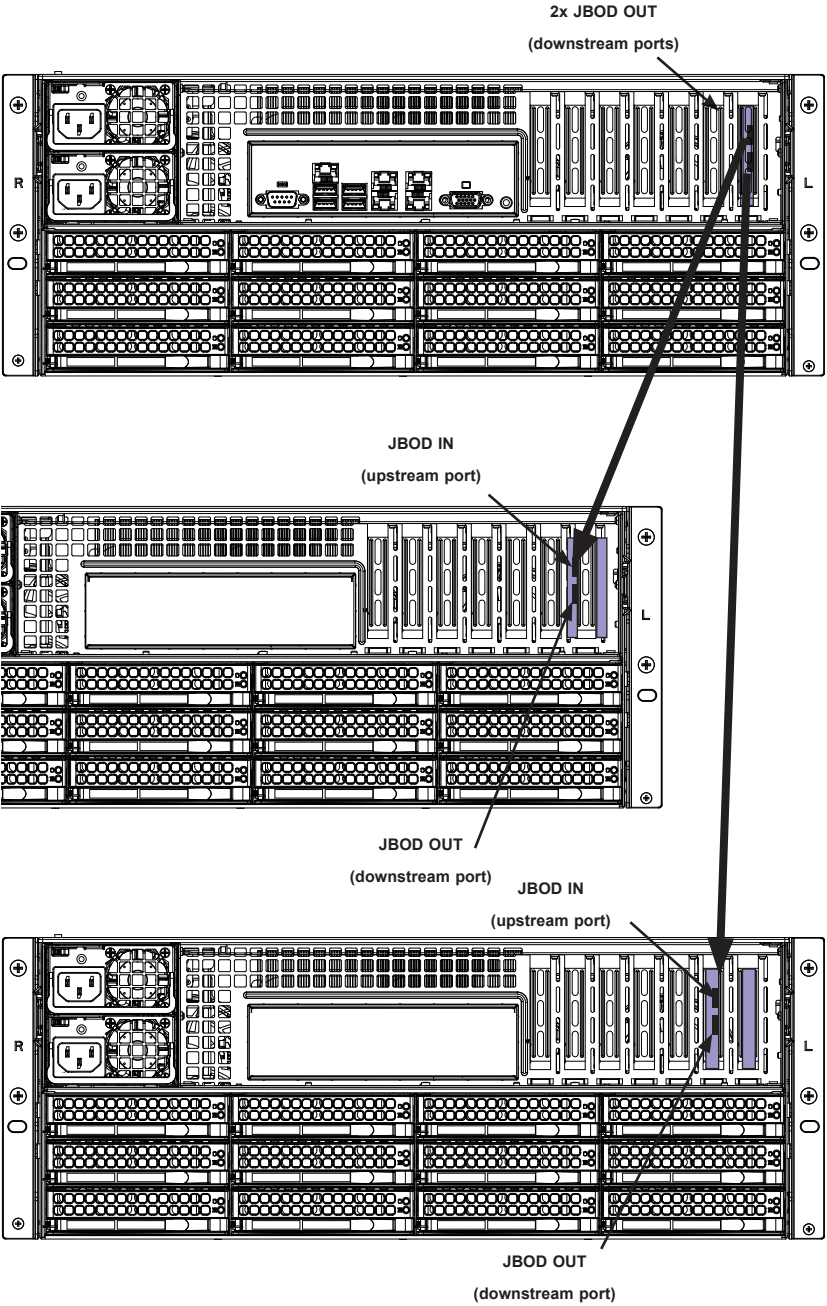 2x JBOD OUT
(downstream ports)
R
L
JBOD IN
(upstream port)
L
JBOD OUT
(downstream port)
JBOD IN
(upstream port)
R
L
JBOD OUT
(downstream port)